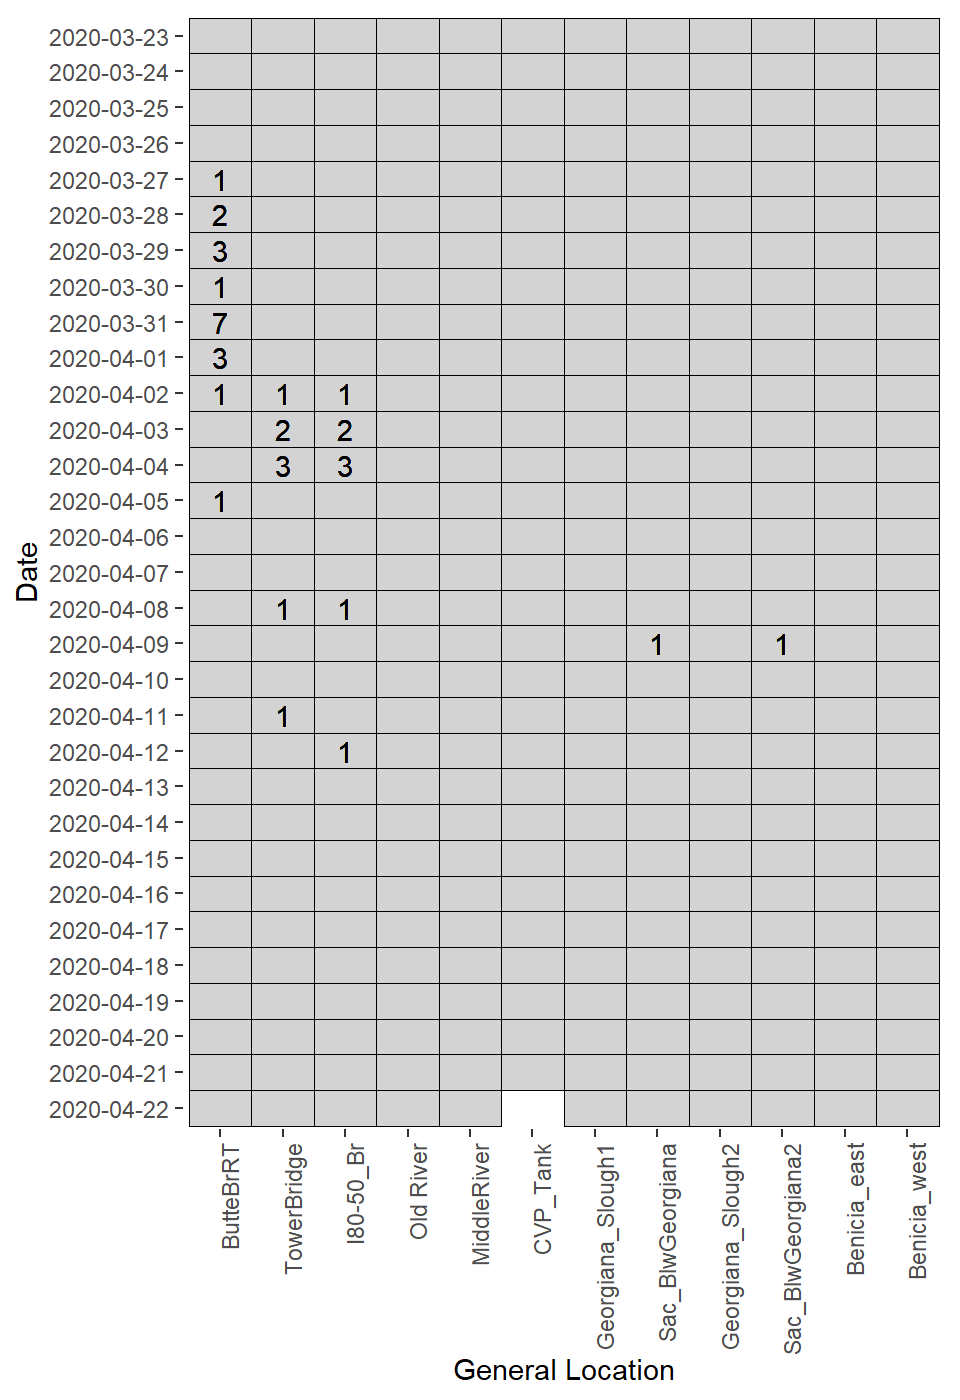 2020-03-23
2020-03-24
2020-03-25
2020-03-26
2020-03-27 1
2020-03-28 2
2020-03-29 3
2020-03-30 1
2020-03-31 7
2020-04-01 3
2020-04-02 1 1 1
2020-04-03 2 2
2020-04-04 3 3
2020-04-05 1
2020-04-06
2020-04-07
2020-04-08 1 1
2020-04-09 1 1
2020-04-10
2020-04-11 1
2020-04-12 1
2020-04-13
2020-04-14
2020-04-15
2020-04-16
2020-04-17
2020-04-18
2020-04-19
2020-04-20
2020-04-21
2020-04-22
Date
ButteBrRT
TowerBridge
I80-50_Br
Old River
MiddleRiver
CVP_Tank
Georgiana_Slough1
Sac_BlwGeorgiana
Georgiana_Slough2
Sac_BlwGeorgiana2
Benicia_east
Benicia_west
General Location